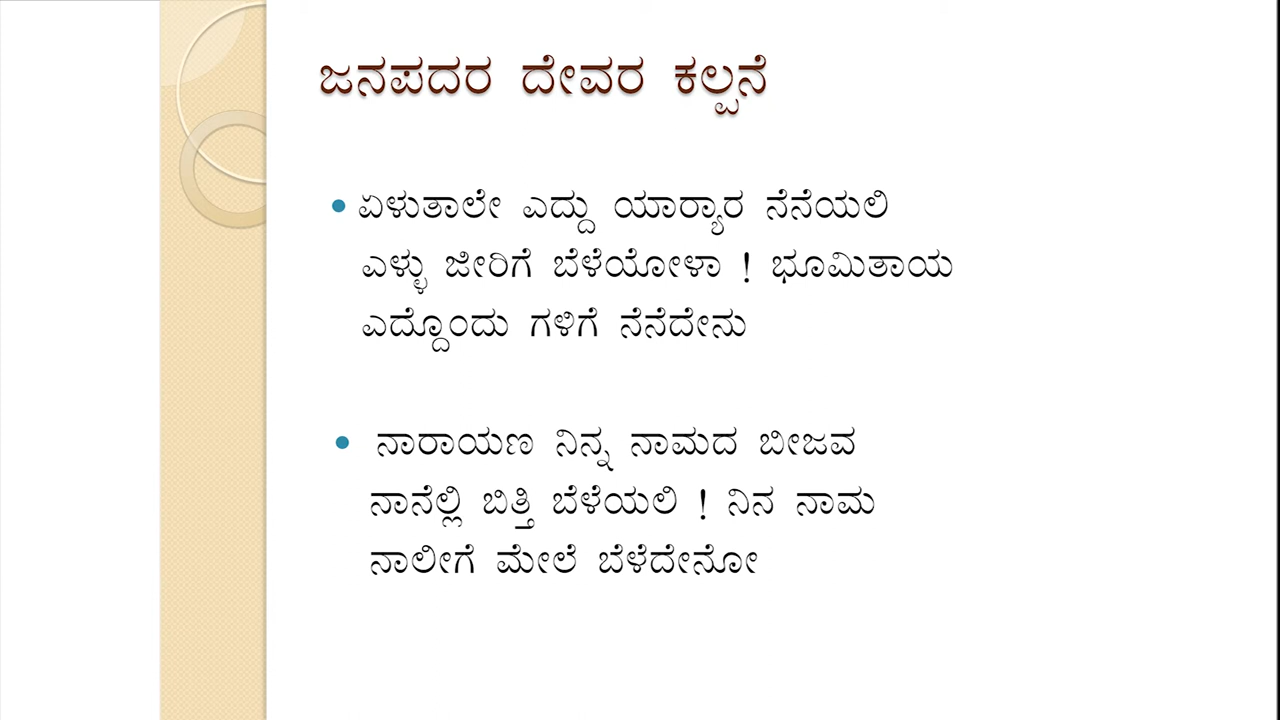 ಜನಪದರ ದೇವರ ಕಲ್ಪನೆ
• ಏಳುತಾಲೇ ಎದ್ದು ಯಾರ‍್ಯಾರ ನೆನೆಯಲಿ
ಎಳ್ಳು ಜೀರಿಗೆ ಬೆಳೆಯೋಳಾ ! ಭೂಮಿತಾಯ
ಎದ್ದೊಂದು ಗಳಿಗೆ ನೆನೆದೇನು
• ನಾರಾಯಣ ನಿನ್ನ ನಾಮದ ಬೀಜವ
ನಾನೆಲ್ಲಿ ಬಿತ್ತಿ ಬೆಳೆಯಲಿ ! ನಿನ ನಾಮ
ನಾಲೀಗೆ ಮೇಲೆ ಬೆಳೆದೇನೋ